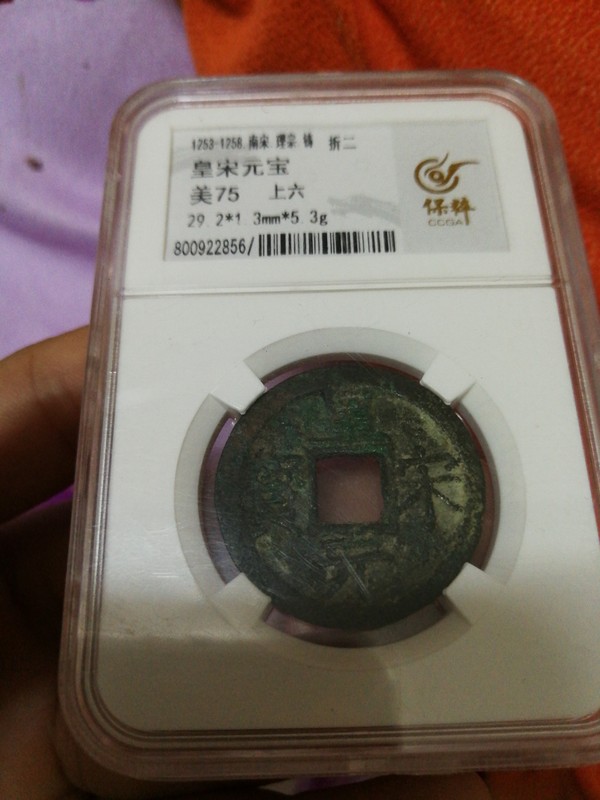 1253-1258.南宋.理宗.铸 折二
皇宋元宝
美75 上六
29.2*1.3mm*5.3g
800922856/
保粹
CCGA